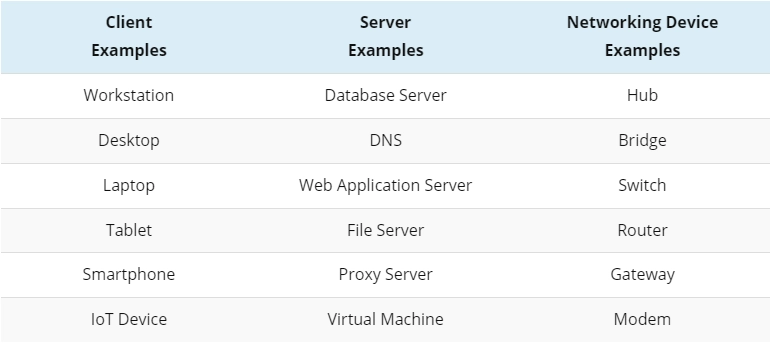 Client Examples	Server Examples	Networking Device Examples
Workstation	Database Server	Hub
Desktop	DNS	Bridge
Laptop	Web Application Server	Switch
Tablet	File Server	Router
Smartphone	Proxy Server	Gateway
IoT Device	Virtual Machine	Modem